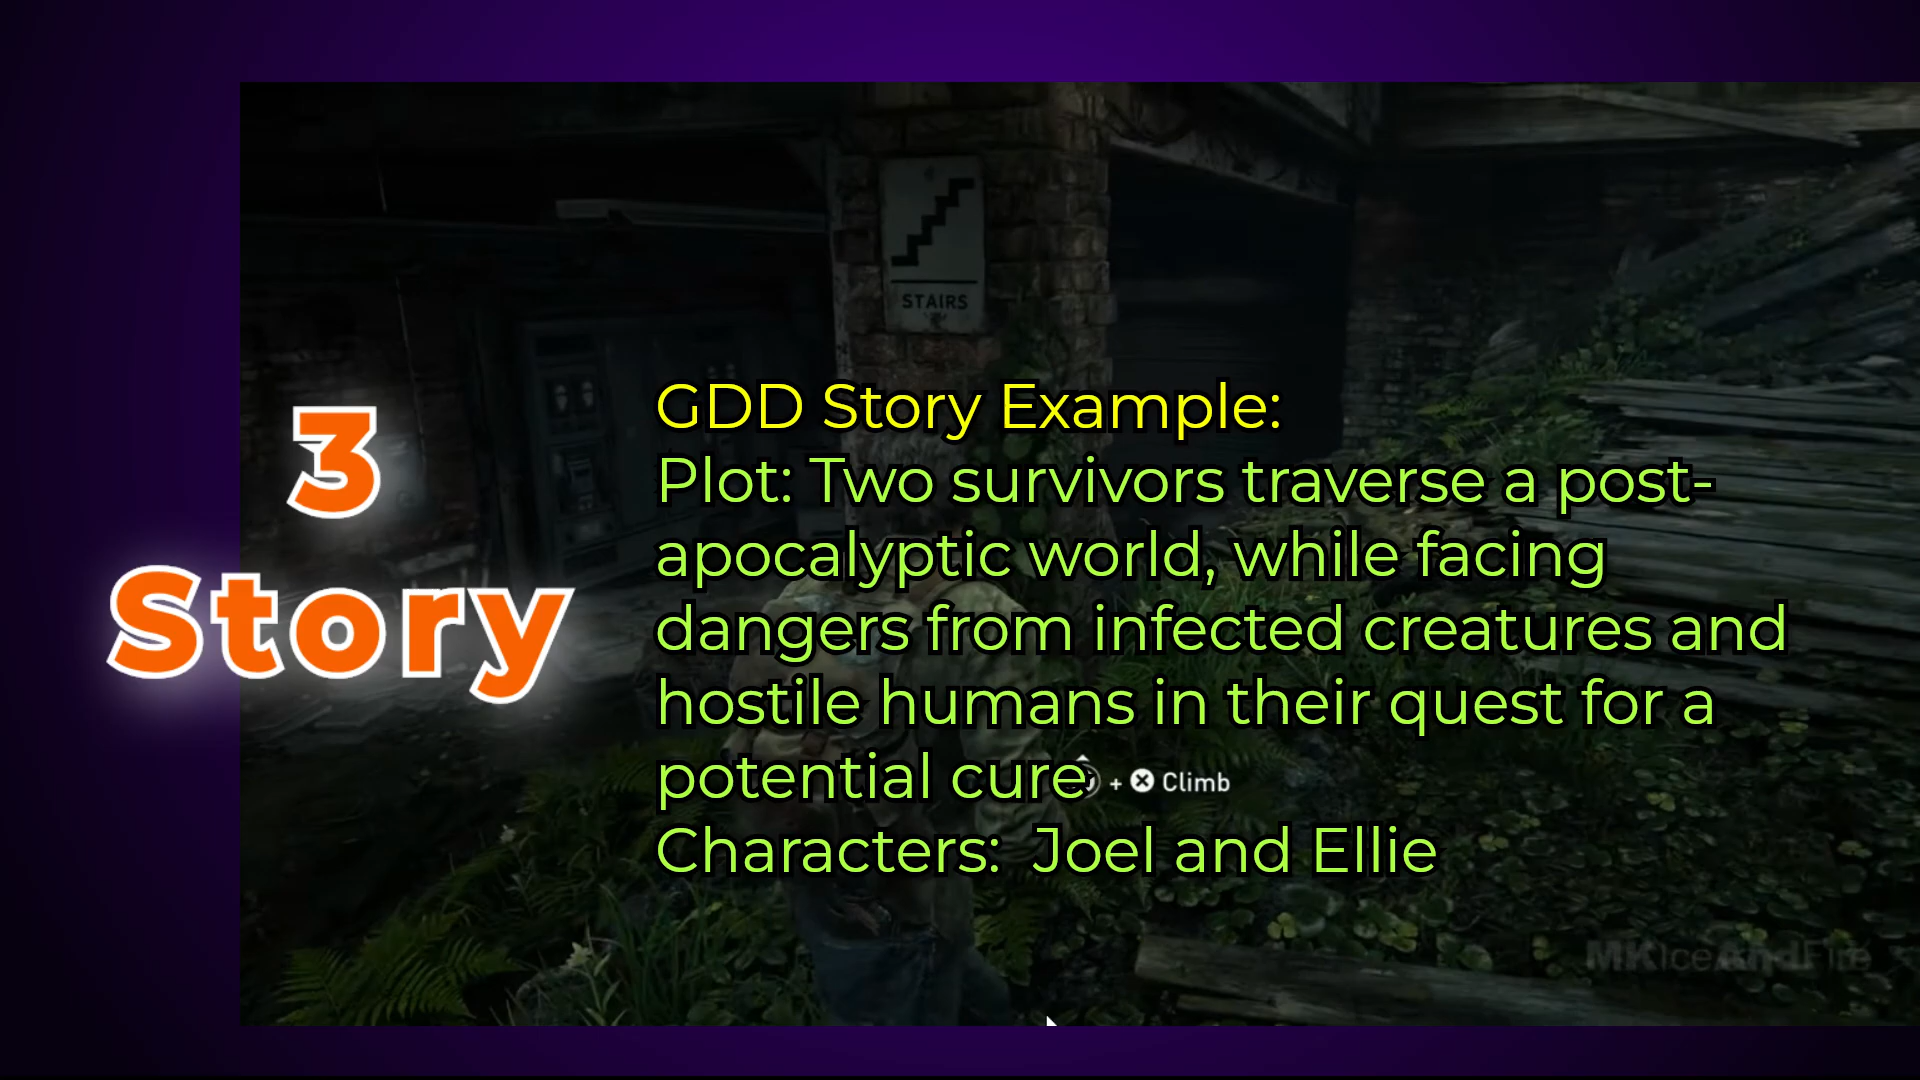 STAIRS
3
Story
GDD Story Example:
Plot: Two survivors traverse a post-
apocalyptic world, while facing
dangers from infected creatures and
hostile humans in their quest for a
potential cure
+ Climb
Characters: Joel and Ellie
MKIceAndFire